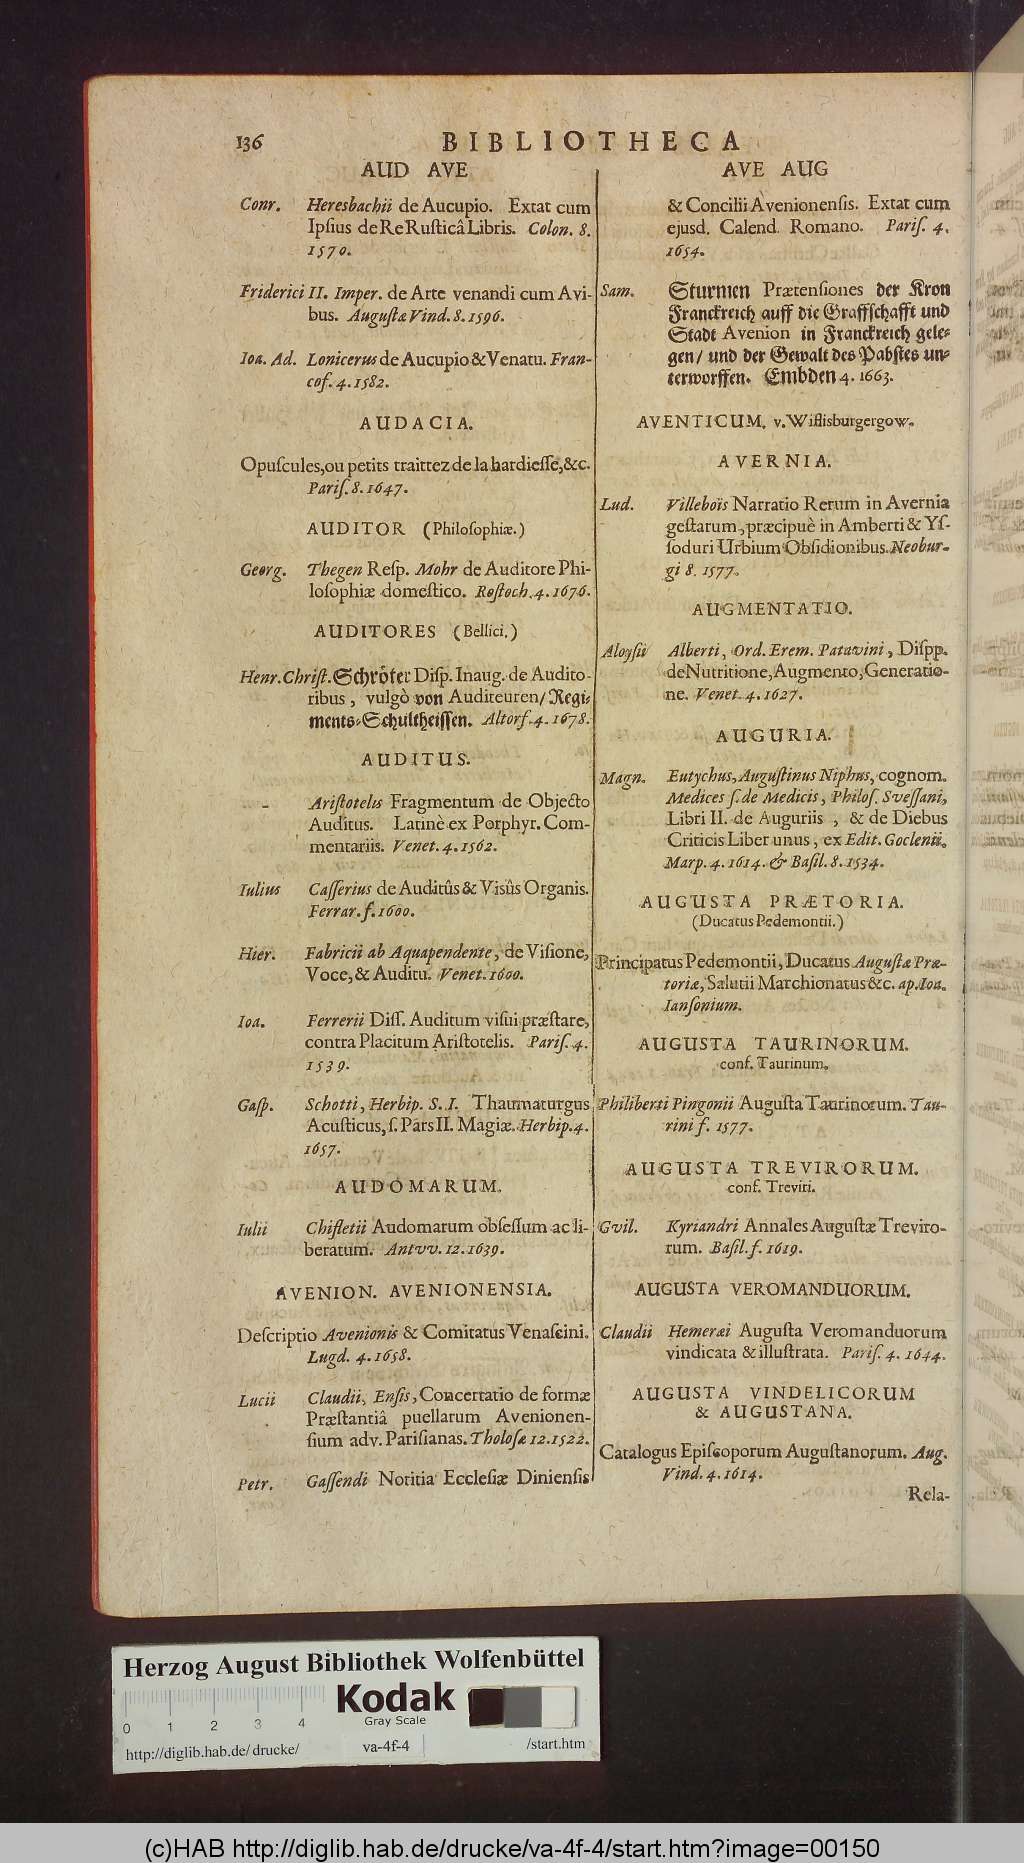 136 BIBLIOTHECA
AUD AVE
Conr. Heresbachii de Aucupio. Extat cum
Ipſius de Re Ruſticâ Libris. Colon. 8.
1570.
Friderici II. Imper. de Arte venandi cum Avi-
bus. Auguſtæ Vind. 8. 1596.
Ioa. Ad. Lonicerus de Aucupio & Venatu. Fran-
cof. 4. 1582.
AUDACIA.
Opuſcules, ou petits traittez de la hardieſſe, &c.
Pariſ. 8. 1647.
AUDITOR (Philoſophiæ.)
Georg. Thegen Reſp. Mohr de Auditore Phi-
loſophiæ domeſtico. Roſtoch. 4. 1676.
AUDITORES (Bellici.)
Henr. Chriſt. Schröter Diſp. Inaug. de Audito-
ribus, vulgò von Auditeuren/ Regi-
ments-Schultheiſſen. Altorf. 4. 1678.
AUDITUS.
- Ariſtotelis Fragmentum de Objecto
Auditus. Latinè ex Porphyr. Com-
mentariis. Venet. 4. 1562.
Iulius Caſſerius de Auditûs & Visûs Organis.
Ferrar. f. 1600.
Hier. Fabricii ab Aquapendente, de Viſione,
Voce, & Auditu. Venet. 1600.
Ioa. Ferrerii Diſſ. Auditum viſui præſtare,
contra Placitum Ariſtotelis. Pariſ. 4.
1539.
Gaſp. Schotti, Herbip. S. I. Thaumaturgus
Acuſticus, ſ. Pars II. Magiæ. Herbip. 4.
1657.
AUDOMARUM.
Iulii Chifletii Audomarum obſeſſum ac li-
beratum. Antvv. 12. 1639.
AVENION. AVENIONENSIA.
Deſcriptio Avenionis & Comitatus Venaſcini.
Lugd. 4. 1658.
Lucii Claudii, Enſis, Concertatio de formæ
Præſtantiâ puellarum Avenionen-
ſium adv. Pariſianas. Tholoſæ 12. 1522.
Petr. Gaſſendi Notitia Eccleſiæ Dinienſis
AVE AUG
& Concilii Avenionenſis. Extat cum
ejusd. Calend. Romano. Pariſ. 4.
1654.
Sam. Sturmen Prætenſiones der Kron
Franckreich auff die Graffſchafft und
Stadt Avenion in Franckreich gele-
gen/ und der Gewalt des Pabſtes un-
terworffen. Embden 4. 1663.
AVENTICUM. v. Wiflisburgergow.
AVERNIA.
Lud. Villeboïs Narratio Rerum in Avernia
geſtarum, præcipuè in Amberti & Yſ-
ſoduri Urbium Obſidionibus. Neobur-
gi 8. 1577.
AUGMENTATIO.
Aloyſii Alberti, Ord. Erem. Patavini, Diſpp.
de Nutritione, Augmento, Generatio-
ne. Venet. 4. 1627.
AUGURIA.
Magn. Eutychus, Auguſtinus Niphus, cognom.
Medices ſ. de Medicis, Philoſ. Sveſſani,
Libri II. de Auguriis, & de Diebus
Criticis Liber unus, ex Edit. Goclenii.
Marp. 4. 1614. & Baſil. 8. 1534.
AUGUSTA PRÆTORIA.
(Ducatus Pedemontii.)
Principatus Pedemontii, Ducatus Auguſtæ Præ-
toriæ, Salutii Marchionatus &c. ap. Ioa.
Ianſonium.
AUGUSTA TAURINORUM.
conf. Taurinum.
Philiberti Pingonii Auguſta Taurinorum. Tau-
rini f. 1577.
AUGUSTA TREVIRORUM.
conf. Treviri.
Gvil. Kyriandri Annales Auguſtæ Treviro-
rum. Baſil. f. 1619.
AUGUSTA VEROMANDUORUM.
Claudii Hemeræi Auguſta Veromanduorum
vindicata & illuſtrata. Pariſ. 4. 1644.
AUGUSTA VINDELICORUM
& AUGUSTANA.
Catalogus Epiſcoporum Auguſtanorum. Aug.
Vind. 4. 1614.
Rela-
Herzog August Bibliothek Wolfenbüttel
Kodak
Gray Scale
0 1 2 3 4
http://diglib.hab.de/drucke/ va-4f-4 /start.htm
(c)HAB http://diglib.hab.de/drucke/va-4f-4/start.htm?image=00150